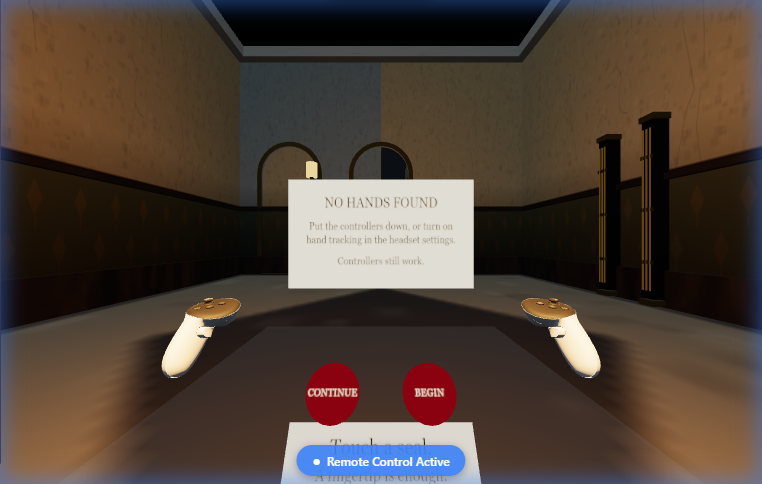 NO HANDS FOUND
Put the controllers down, or turn on
hand tracking in the headset settings.
Controllers still work.
CONTINUE
BEGIN
Touch a seal.
Remote Control Active
A fingertip is enough.